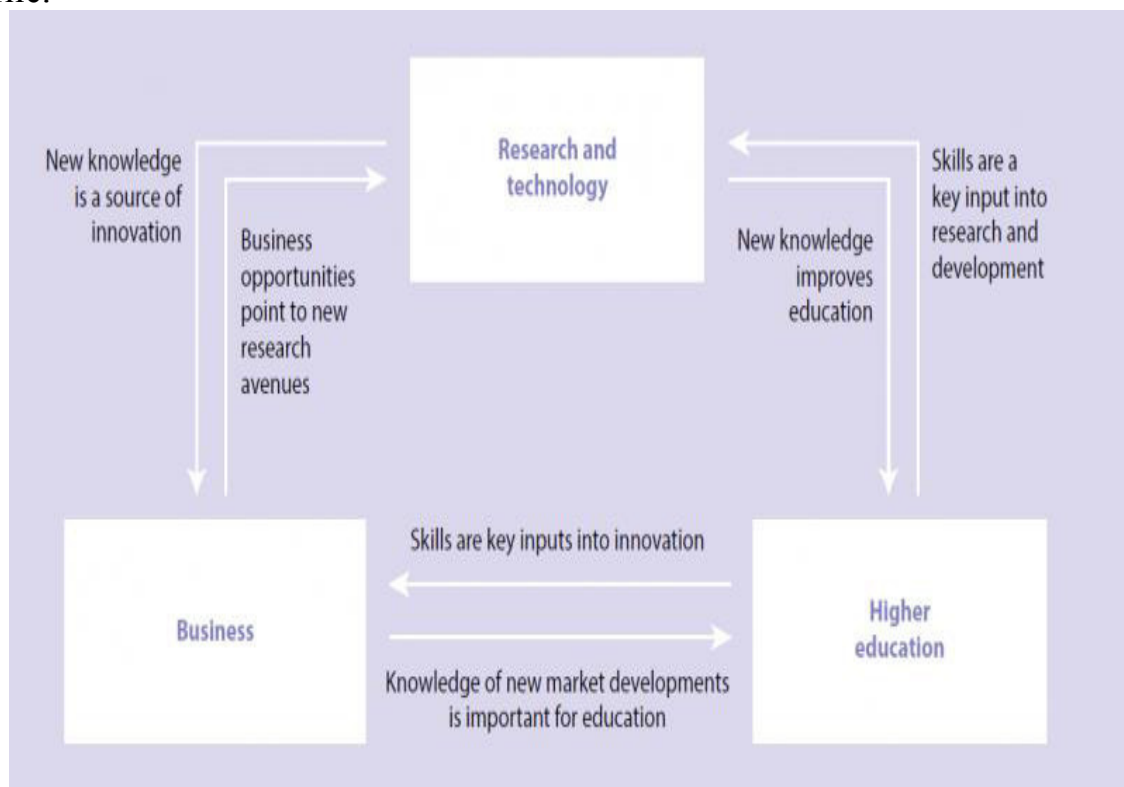 Research and
technology
New knowledge
is a source of
innovation
Business
opportunities
point to new
research
avenues
New knowledge
improves
education
Skills are a
key input into
research and
development
Skills are key inputs into innovation
Business
Higher
education
Knowledge of new market developments
is important for education